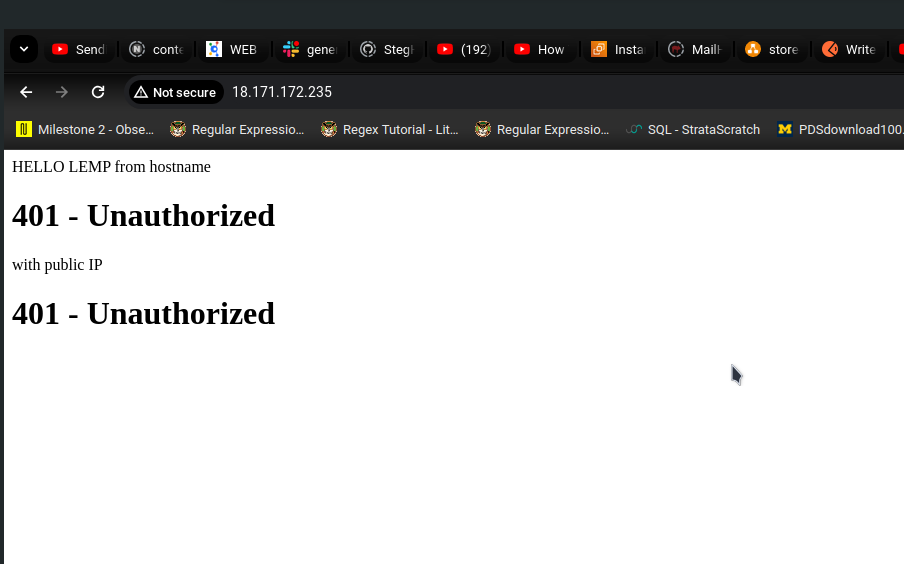 Send
conte
WEB
gene
Stegh
(192)
How
Insta
MailH
store
Write
Not secure 18.171.172.235
Milestone 2 - Obse... Regular Expressio... Regex Tutorial - Lit... Regular Expressio... SQL - StrataScratch PDSdownload100.
HELLO LEMP from hostname
401 - Unauthorized
with public IP
401 - Unauthorized